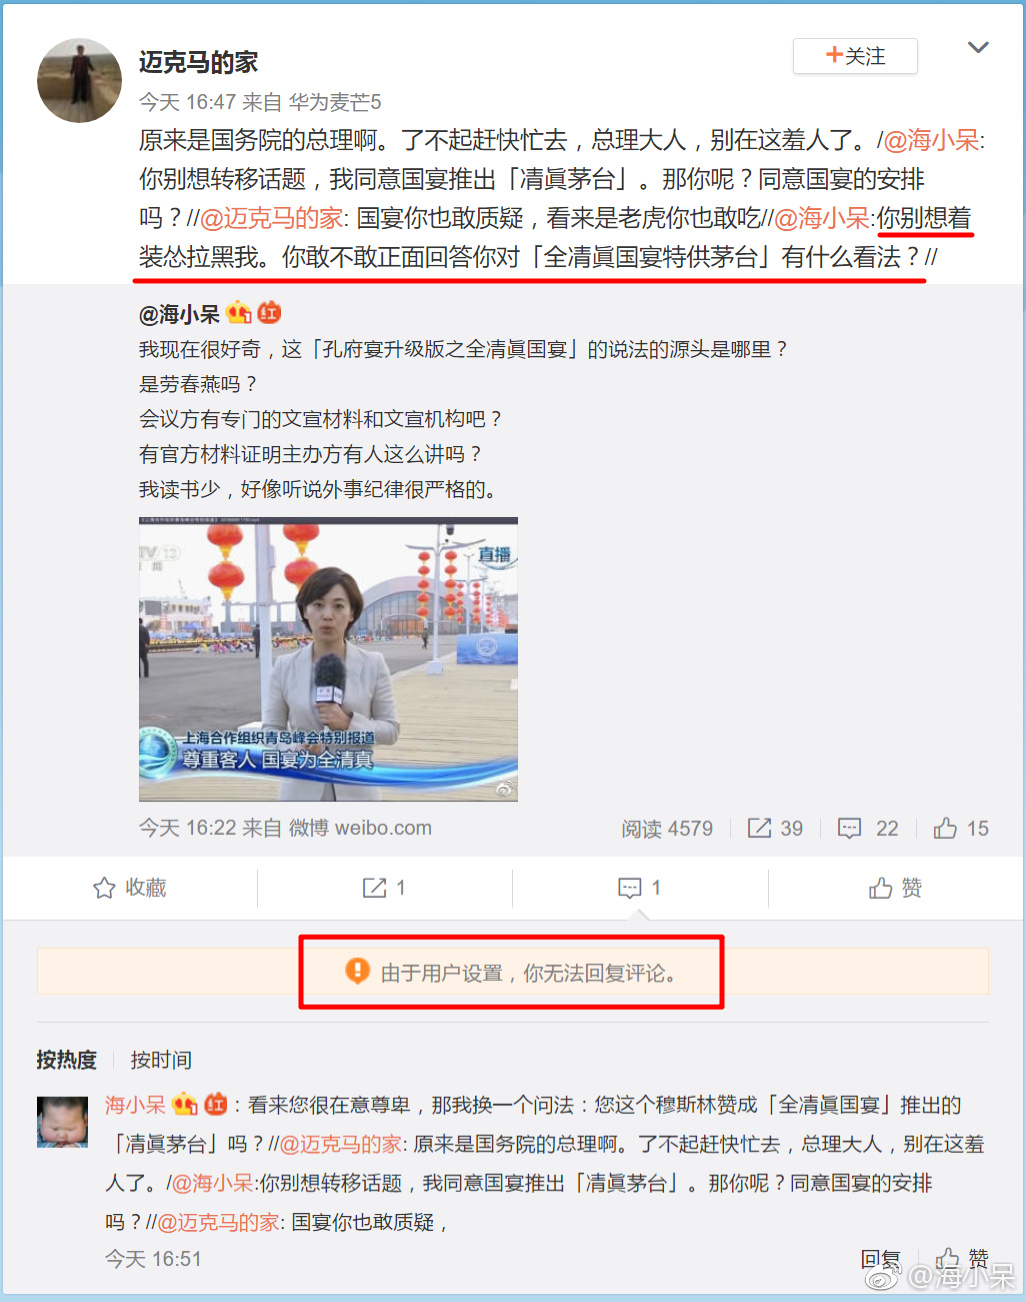 迈克马的家
+关注
今天 16:47 来自 华为麦芒5
原来是国务院的总理啊。了不起赶快忙去，总理大人，别在这羞人了。/@海小呆:
你别想转移话题，我同意国宴推出「凊眞茅台」。那你呢？同意国宴的安排
吗？//@迈克马的家: 国宴你也敢质疑，看来是老虎你也敢吃//@海小呆:你别想着
装怂拉黑我。你敢不敢正面回答你对「全凊眞国宴特供茅台」有什么看法？//
@海小呆
我现在很好奇，这「孔府宴升级版之全凊眞国宴」的说法的源头是哪里？
是劳春燕吗？
会议方有专门的文宣材料和文宣机构吧？
有官方材料证明主办方有人这么讲吗？
我读书少，好像听说外事纪律很严格的。
直播
上海合作组织青岛峰会特别报道
尊重客人 国宴为全清真
今天 16:22 来自 微博 weibo.com
阅读 4579 39 22 15
收藏 1 1 赞
由于用户设置，你无法回复评论。
按热度 按时间
海小呆 ：看来您很在意尊卑，那我换一个问法：您这个穆斯林赞成「全凊眞国宴」推出的
「凊眞茅台」吗？//@迈克马的家: 原来是国务院的总理啊。了不起赶快忙去，总理大人，别在这羞
人了。/@海小呆:你别想转移话题，我同意国宴推出「凊眞茅台」。那你呢？同意国宴的安排
吗？//@迈克马的家: 国宴你也敢质疑，
今天 16:51
回复 赞
@海小呆